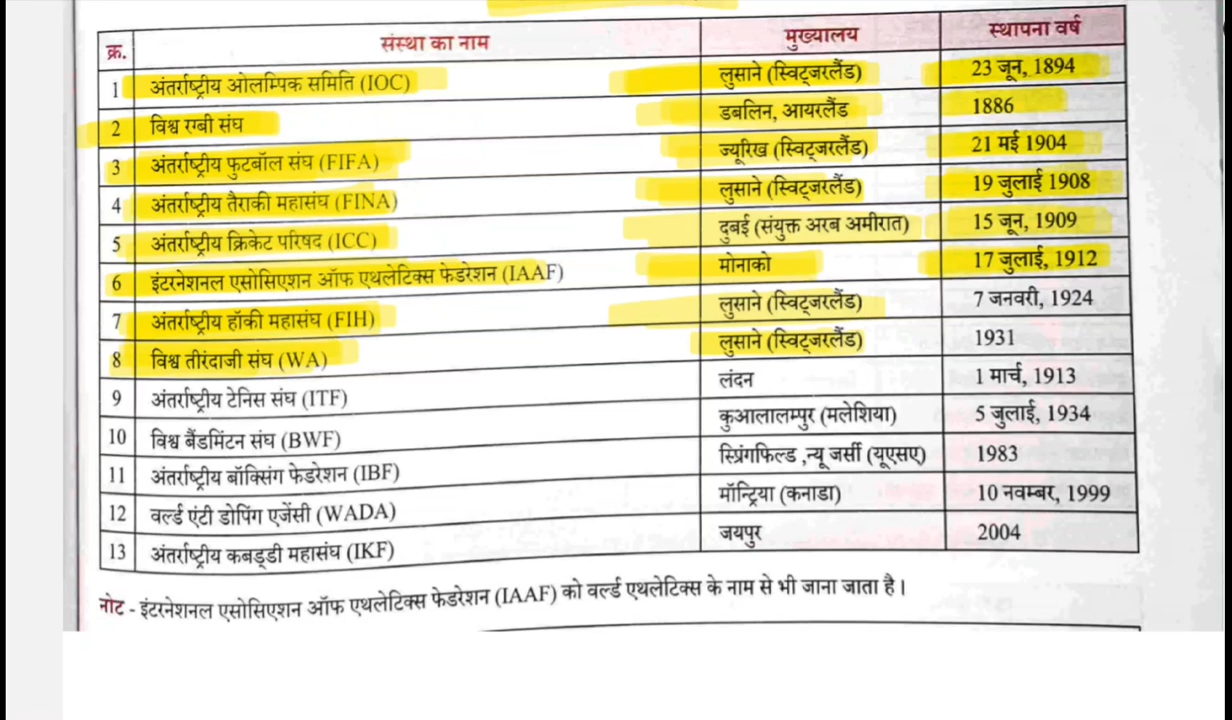 क्र. संस्था का नाम मुख्यालय स्थापना वर्ष
1 अंतर्राष्ट्रीय ओलम्पिक समिति (IOC) लुसाने (स्विट्जरलैंड) 23 जून, 1894
2 विश्व रग्बी संघ डबलिन, आयरलैंड 1886
3 अंतर्राष्ट्रीय फुटबॉल संघ (FIFA) ज्यूरिख (स्विट्जरलैंड) 21 मई 1904
4 अंतर्राष्ट्रीय तैराकी महासंघ (FINA) लुसाने (स्विट्जरलैंड) 19 जुलाई 1908
5 अंतर्राष्ट्रीय क्रिकेट परिषद (ICC) दुबई (संयुक्त अरब अमीरात) 15 जून, 1909
6 इंटरनेशनल एसोसिएशन ऑफ एथलेटिक्स फेडरेशन (IAAF) मोनाको 17 जुलाई, 1912
7 अंतर्राष्ट्रीय हॉकी महासंघ (FIH) लुसाने (स्विट्जरलैंड) 7 जनवरी, 1924
8 विश्व तीरंदाजी संघ (WA) लुसाने (स्विट्जरलैंड) 1931
9 अंतर्राष्ट्रीय टेनिस संघ (ITF) लंदन 1 मार्च, 1913
10 विश्व बैंडमिंटन संघ (BWF) कुआलालम्पुर (मलेशिया) 5 जुलाई, 1934
11 अंतर्राष्ट्रीय बॉक्सिंग फेडरेशन (IBF) स्प्रिंगफिल्ड ,न्यू जर्सी (यूएसए) 1983
12 वर्ल्ड एंटी डोपिंग एजेंसी (WADA) मॉन्ट्रिया (कनाडा) 10 नवम्बर, 1999
13 अंतर्राष्ट्रीय कबड्डी महासंघ (IKF) जयपुर 2004
नोट - इंटरनेशनल एसोसिएशन ऑफ एथलेटिक्स फेडरेशन (IAAF) को वर्ल्ड एथलेटिक्स के नाम से भी जाना जाता है।